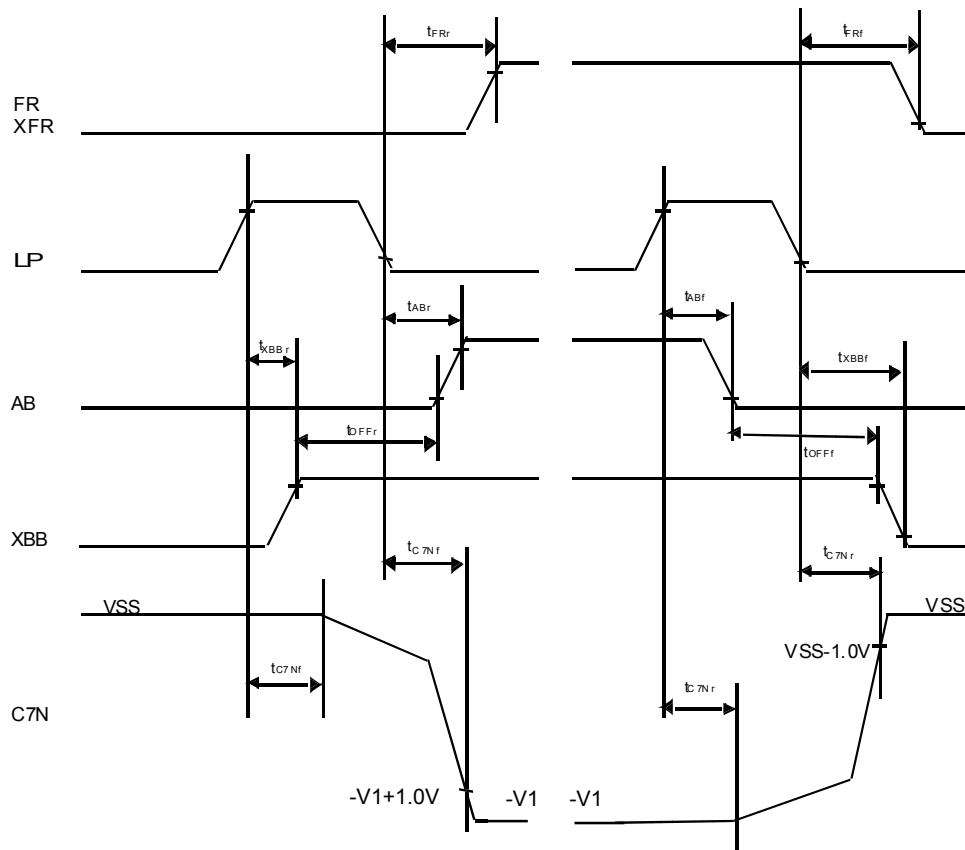 tFRr
tFRf
FR
XFR
LP
tABr
tABf
tXBBr
tXBBf
AB
tOFFr
tOFFf
XBB
tC7Nf
tC7Nr
VSS
VSS
VSS-1.0V
tC7Nf
tC7Nr
C7N
-V1+1.0V
-V1
-V1